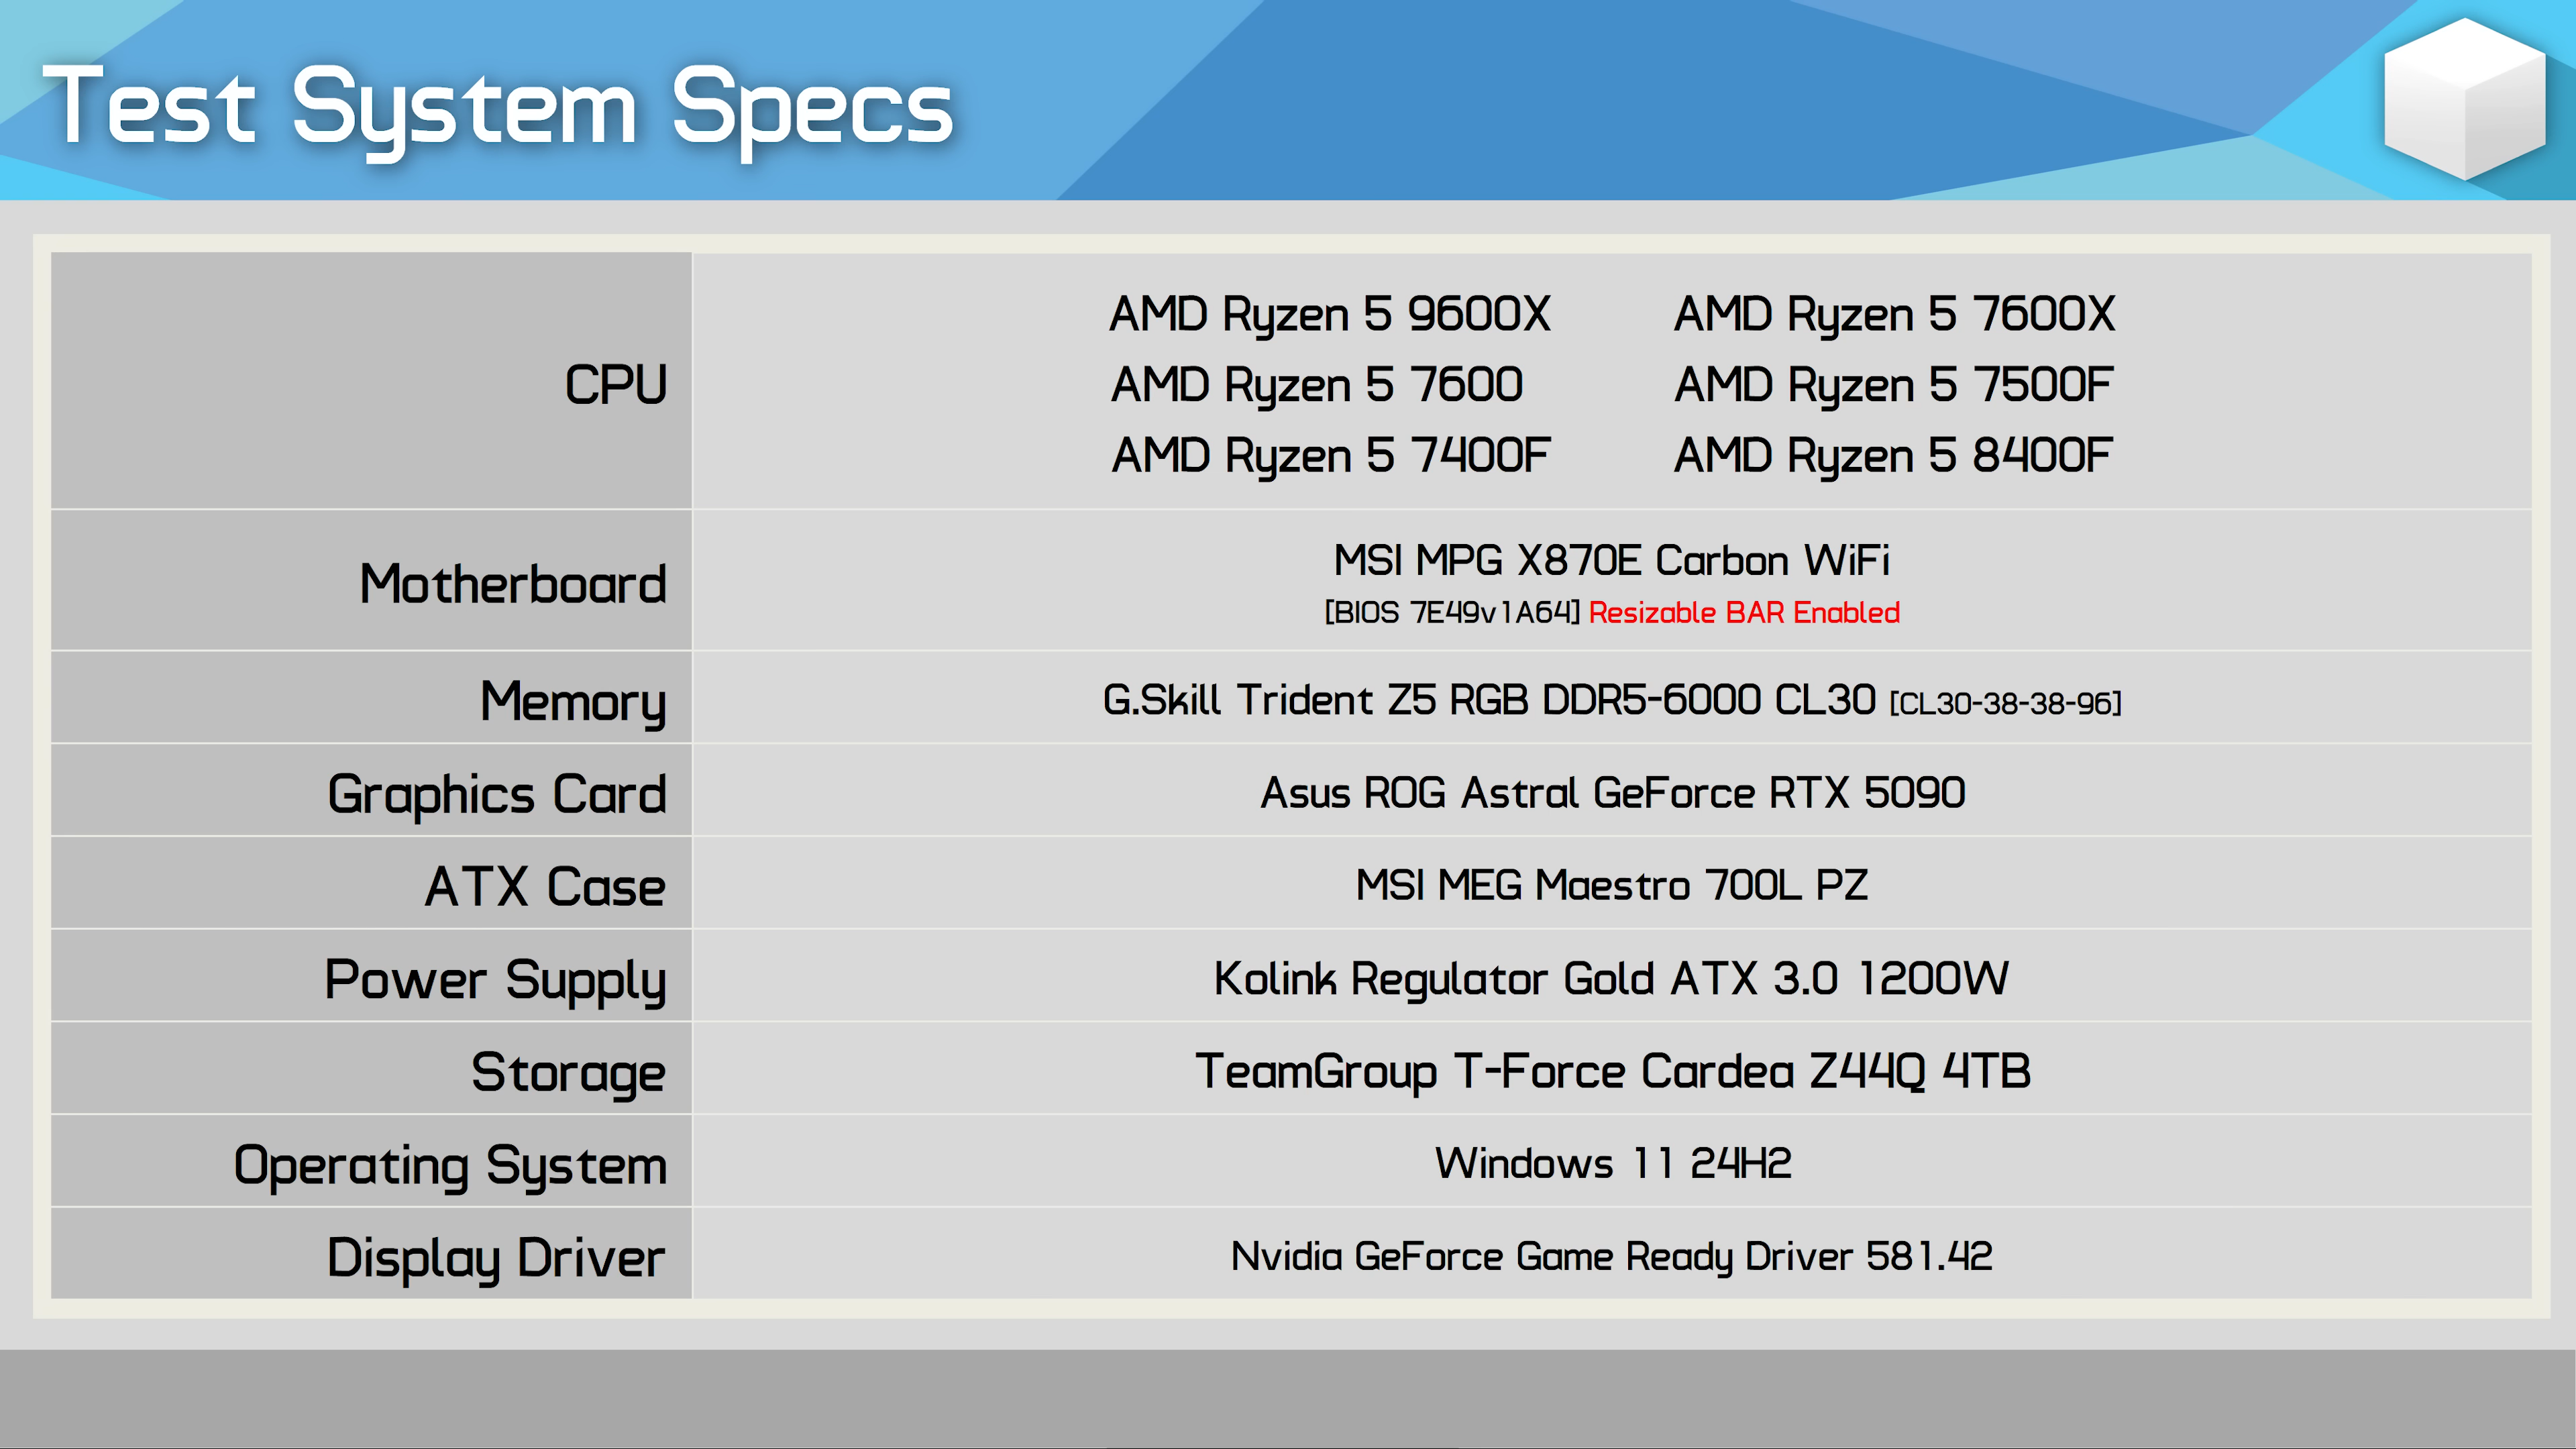 Test System Specs
CPU
AMD Ryzen 5 9600X AMD Ryzen 5 7600X
AMD Ryzen 5 7600 AMD Ryzen 5 7500F
AMD Ryzen 5 7400F AMD Ryzen 5 8400F
Motherboard
MSI MPG X870E Carbon WiFi
[BIOS 7E49v1A64] Resizable BAR Enabled
Memory
G.Skill Trident Z5 RGB DDR5-6000 CL30 [CL30-38-38-96]
Graphics Card
Asus ROG Astral GeForce RTX 5090
ATX Case
MSI MEG Maestro 700L PZ
Power Supply
Kolink Regulator Gold ATX 3.0 1200W
Storage
TeamGroup T-Force Cardea Z44Q 4TB
Operating System
Windows 11 24H2
Display Driver
Nvidia GeForce Game Ready Driver 581.42